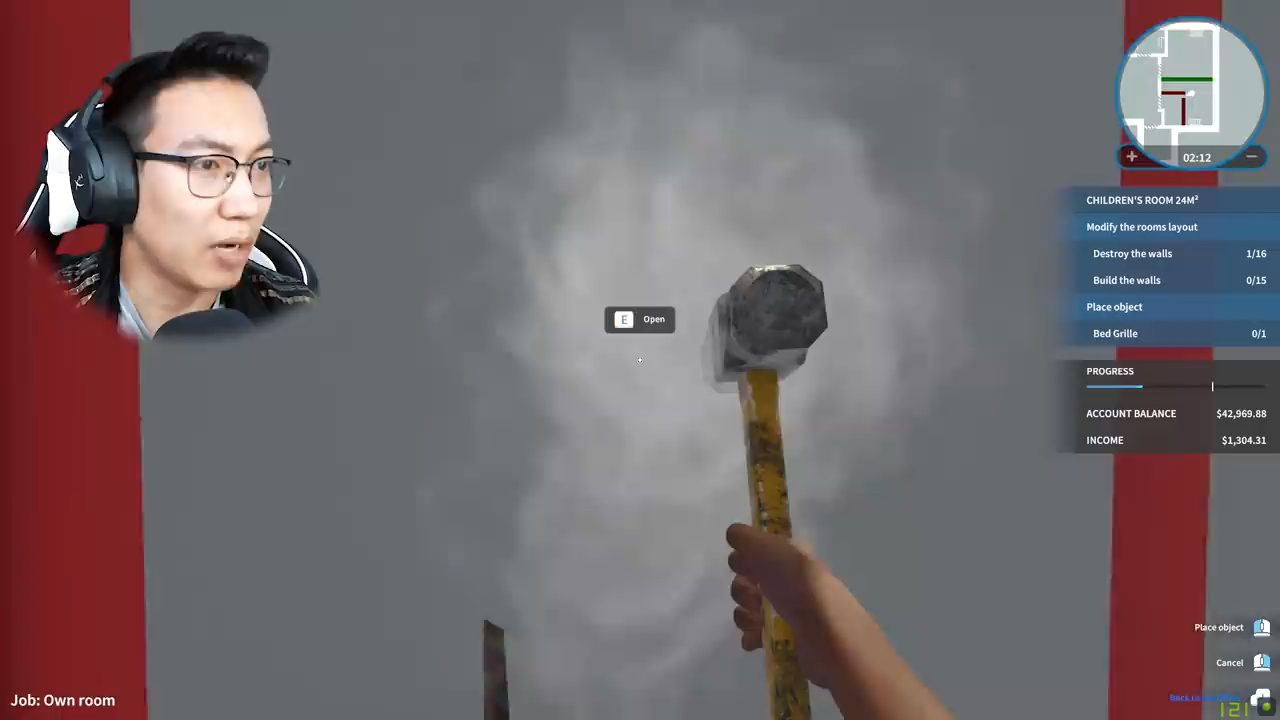 02:12
CHILDREN'S ROOM 24M²
Modify the rooms layout
Destroy the walls 1/16
Build the walls 0/15
Place object
Bed Grille 0/1
E Open
PROGRESS
ACCOUNT BALANCE $42,969.88
INCOME $1,304.31
Place object
Cancel
Job: Own room
121